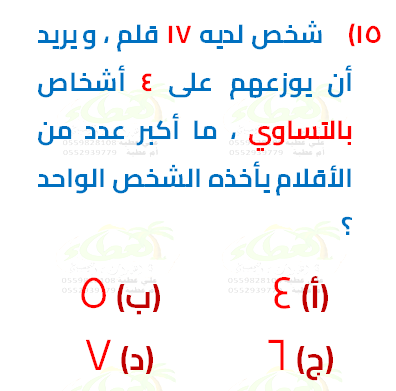 ١٥) شخص لديه ١٧ قلم ، و يريد
أن يوزعهم على ٤ أشخاص
بالتساوي ، ما أكبر عدد من
الأقلام يأخذه الشخص الواحد
؟
(أ) ٤ (ب) ٥
(ج) ٦ (د) ٧